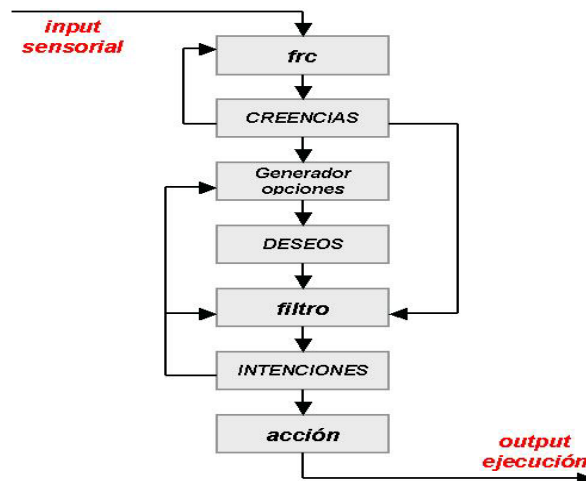 input
sensorial
frc
CREENCIAS
Generador
opciones
DESEOS
filtro
INTENCIONES
acción
output
ejecución